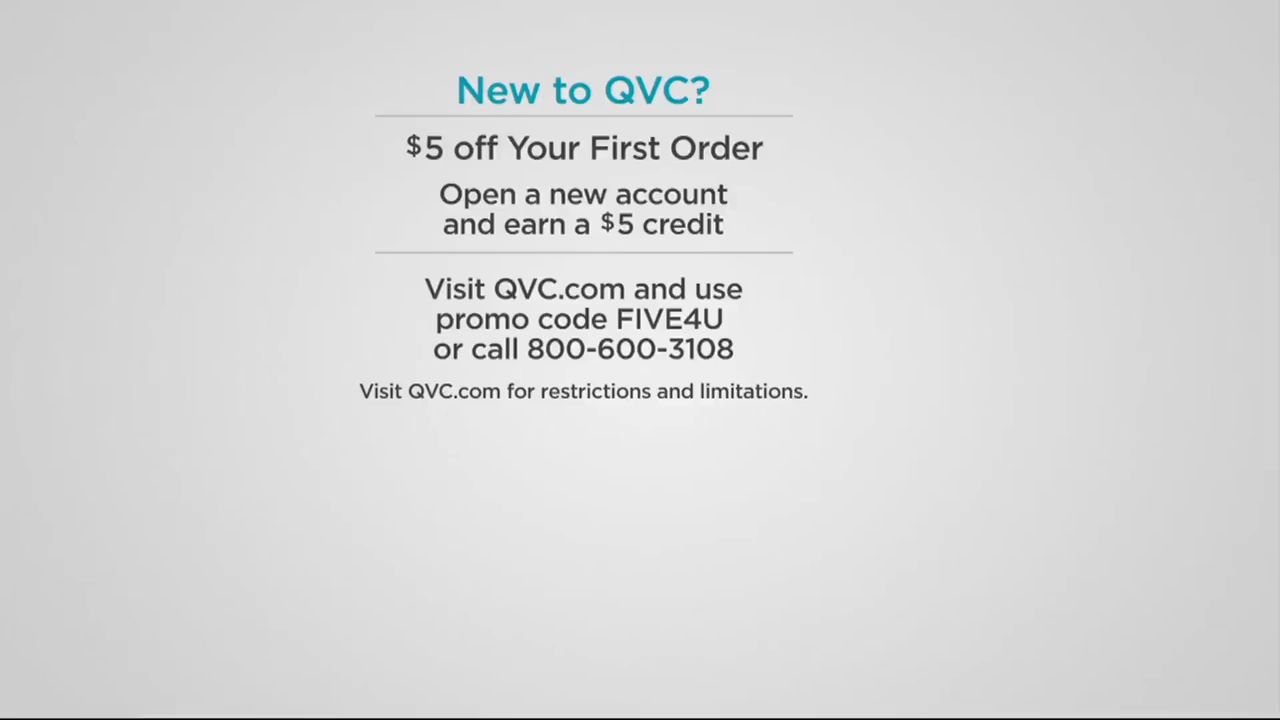 New to QVC?
$5 off Your First Order
Open a new account
and earn a $5 credit
Visit QVC.com and use
promo code FIVE4U
or call 800-600-3108
Visit QVC.com for restrictions and limitations.